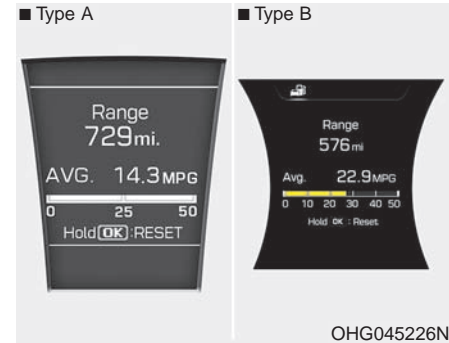 ■ Type A
■ Type B
Range
729mi.
AVG. 14.3MPG
0 25 50
Hold OK:RESET
Range
576mi
Avg. 22.9MPG
0 10 20 30 40 50
Hold OK : Reset
OHG045226N